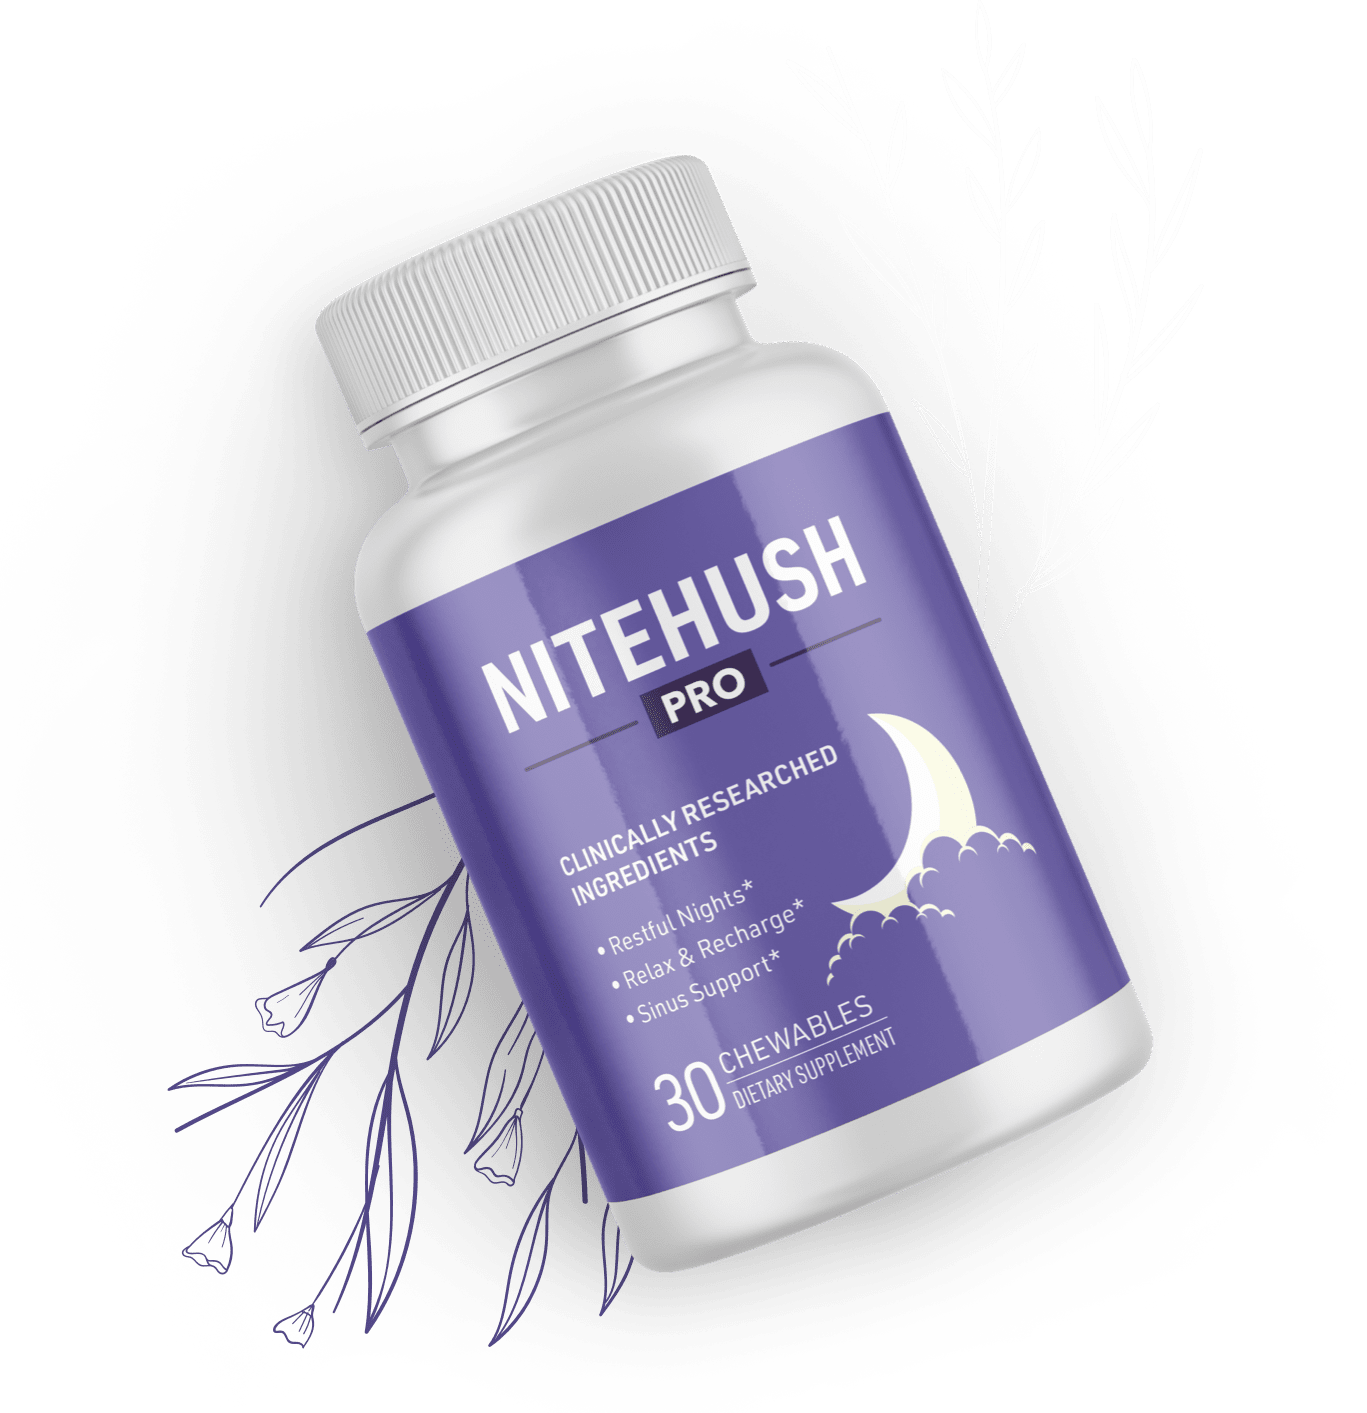 NITEHUSH
PRO
CLINICALLY RESEARCHED
INGREDIENTS
• Restful Nights*
• Relax & Recharge*
• Sinus Support*
30 CHEWABLES
DIETARY SUPPLEMENT